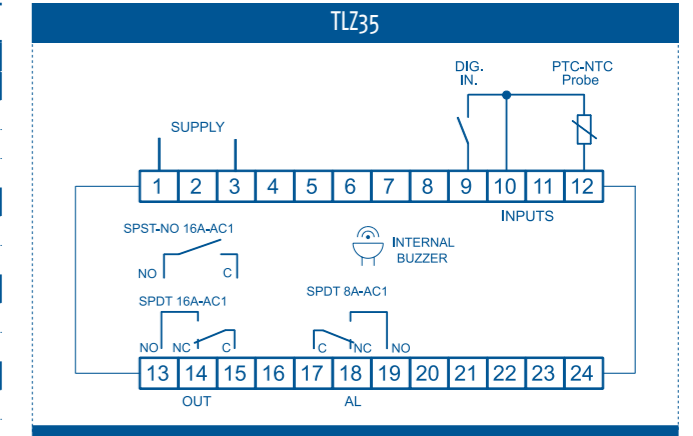 TLZ35
DIG. IN.
PTC-NTC Probe
SUPPLY
1 2 3 4 5 6 7 8 9 10 11 12
INPUTS
SPST-NO 16A-AC1
NO C
INTERNAL BUZZER
SPDT 16A-AC1
SPDT 8A-AC1
NO NC C C NC NO
13 14 15 16 17 18 19 20 21 22 23 24
OUT AL